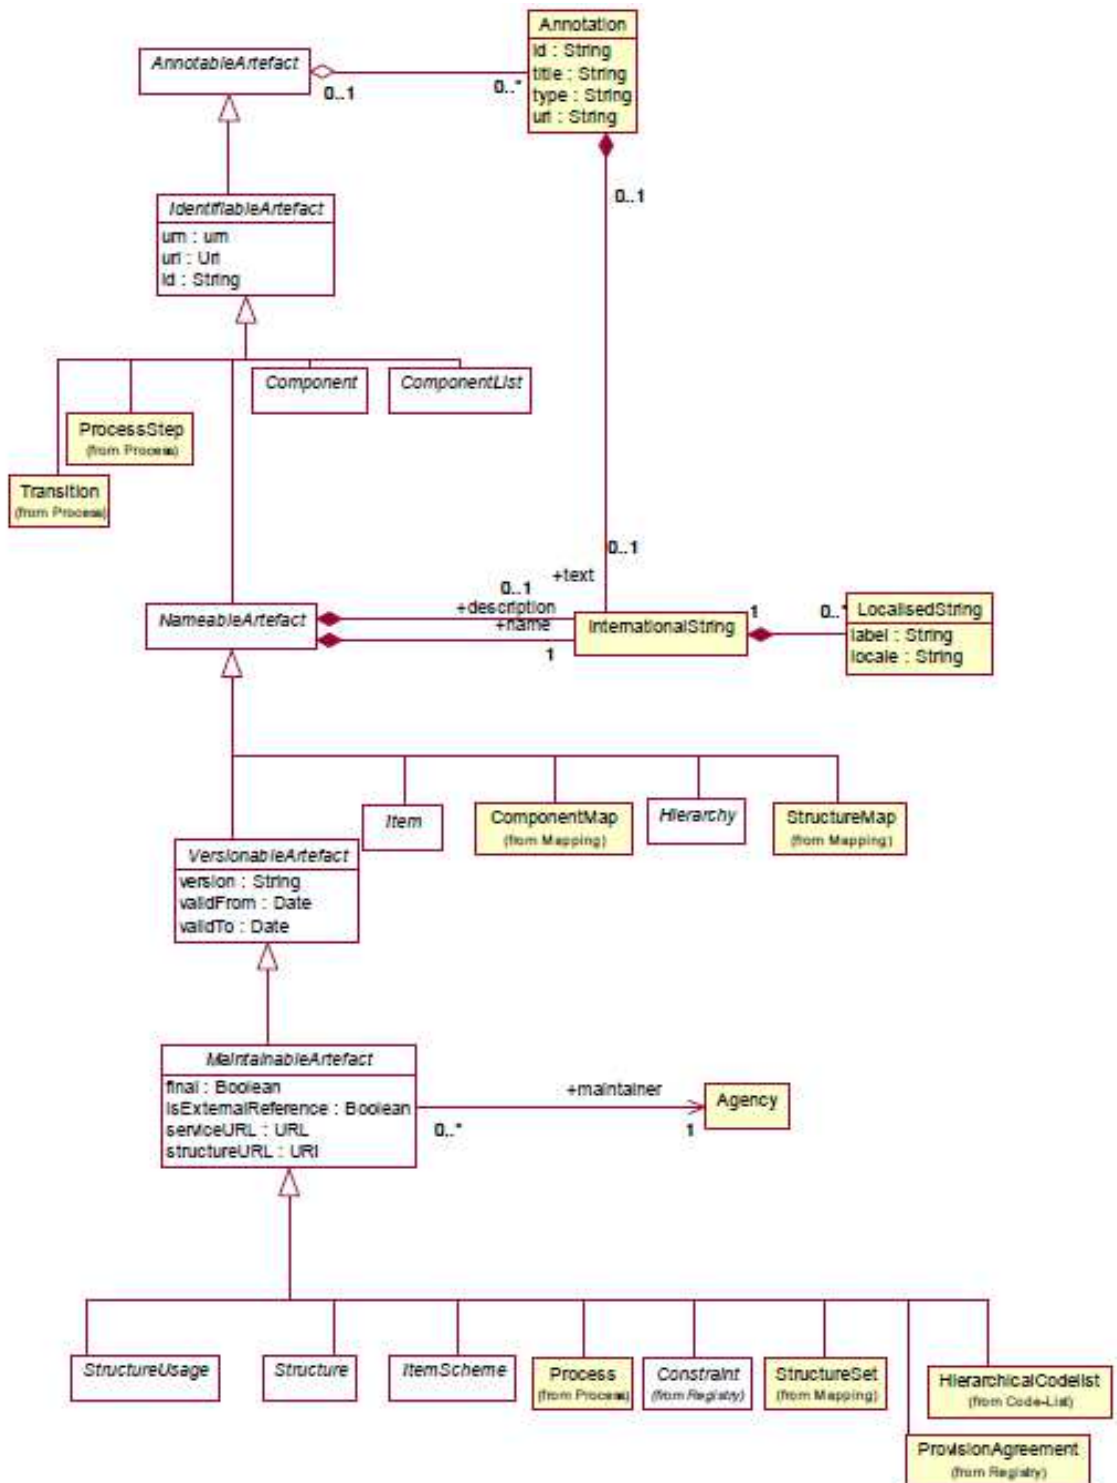 Annotation
id : String
title : String
type : String
url : String
AnnotableArtefact
0..1
0..*
0..1
IdentifiableArtefact
urn : urn
uri : Uri
id : String
Component
ComponentList
ProcessStep
(from Process)
Transition
(from Process)
0..1
+text
0..1
+description
+name
1
NameableArtefact
InternationalString
1
0..*
LocalisedString
label : String
locale : String
Item
ComponentMap
(from Mapping)
Hierarchy
StructureMap
(from Mapping)
VersionableArtefact
version : String
validFrom : Date
validTo : Date
MaintainableArtefact
final : Boolean
isExternalReference : Boolean
serviceURL : URL
structureURL : URI
+maintainer
0..*
1
Agency
StructureUsage
Structure
ItemScheme
Process
(from Process)
Constraint
(from Registry)
StructureSet
(from Mapping)
HierarchicalCodelist
(from Code-List)
ProvisionAgreement
(from Registry)